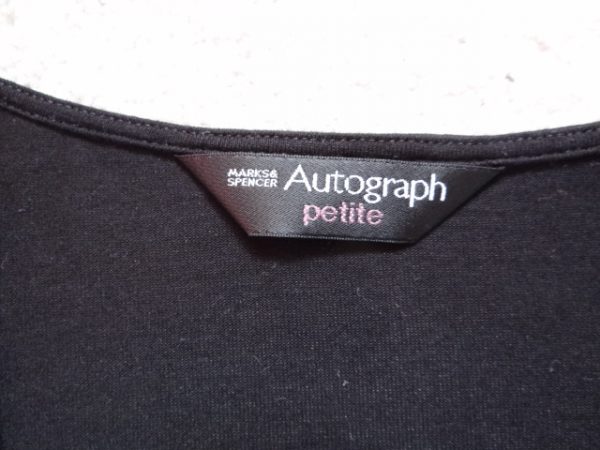 MARKS &
SPENCER
Autograph
petite